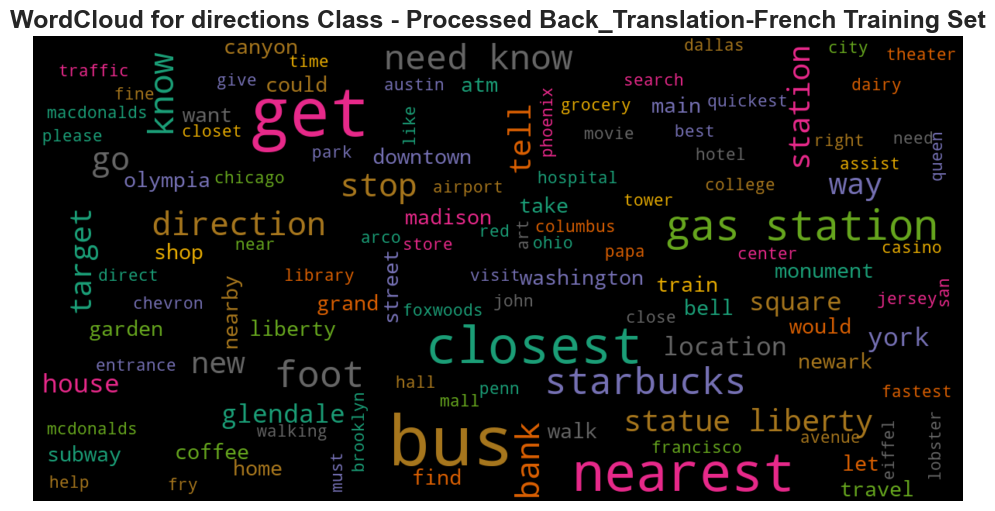 WordCloud for directions Class - Processed Back_Translation-French Training Set
canyon
need know
dallas
city
theater
traffic
know
time
could
give
austin
atm
search
station
dairy
fine
get
macdonalds
want
like
tell
phoenix
grocery
main
quickest
please
closet
movie
best
right
need
go
park
downtown
hotel
assist
queen
olympia
chicago
stop
airport
hospital
college
way
target
direction
madison
take
tower
gas station
shop
near
arco
store
red
art
columbus
ohio
papa
center
casino
direct
library
street
visit
washington
train
monument
chevron
nearby
grand
foxwoods
john
bell
square
jersey
san
garden
liberty
close
would
entrance
new
closest
location
york
house
foot
hall
penn
starbucks
newark
fastest
glendale
mall
statue liberty
mcdonalds
walking
brooklyn
bus
bank
walk
francisco
avenue
eiffel
lobster
subway
coffee
home
must
find
nearest
let
help
fry
travel